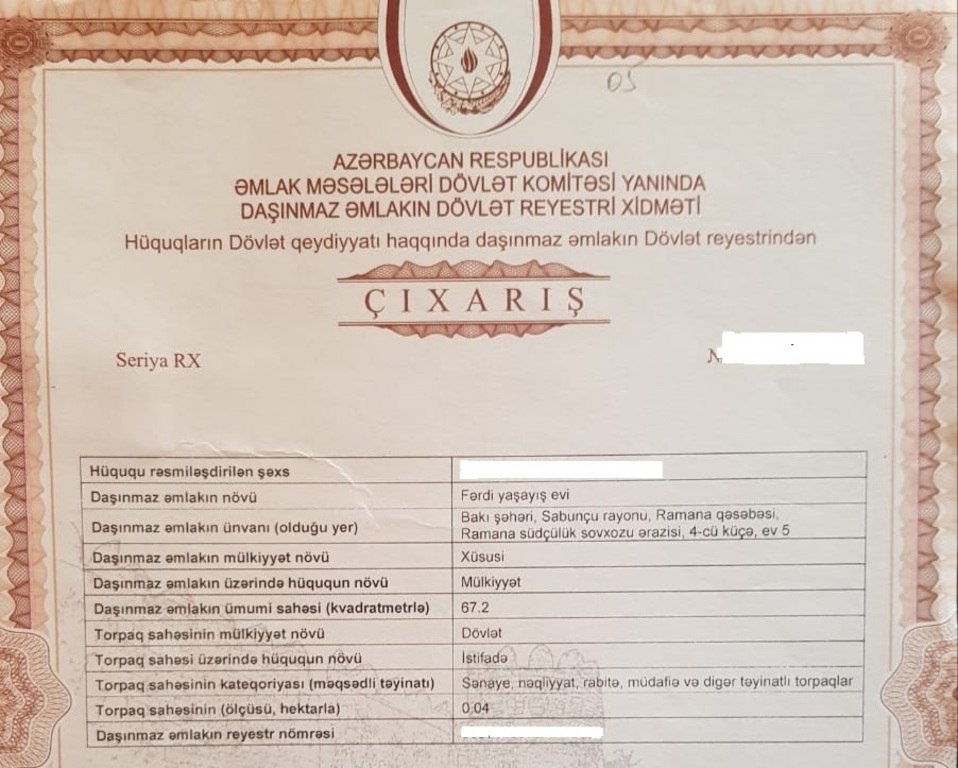 05
AZƏRBAYCAN RESPUBLİKASI
ƏMLAK MƏSƏLƏLƏRİ DÖVLƏT KOMİTƏSİ YANINDA
DAŞINMAZ ƏMLAKIN DÖVLƏT REYESTRİ XİDMƏTİ
Hüquqların Dövlət qeydiyyatı haqqında daşınmaz əmlakın Dövlət reyestrindən
ÇIXARIŞ
Seriya RX
Hüququ rəsmiləşdirilən şəxs
Daşınmaz əmlakın növü Fərdi yaşayış evi
Daşınmaz əmlakın ünvanı (olduğu yer) Bakı şəhəri, Sabunçu rayonu, Ramana qəsəbəsi,
Ramana südçülük sovxozu ərazisi, 4-cü küçə, ev 5
Daşınmaz əmlakın mülkiyyət növü Xüsusi
Daşınmaz əmlakın üzərində hüququn növü Mülkiyyət
Daşınmaz əmlakın ümumi sahəsi (kvadratmetrlə) 67.2
Torpaq sahəsinin mülkiyyət növü Dövlət
Torpaq sahəsi üzərində hüququn növü İstifadə
Torpaq sahəsinin kateqoriyası (məqsədli təyinatı) Sənaye, nəqliyyat, rabitə, müdafiə və digər təyinatlı torpaqlar
Torpaq sahəsinin (ölçüsü, hektarla) 0.04
Daşınmaz əmlakın reyestr nömrəsi